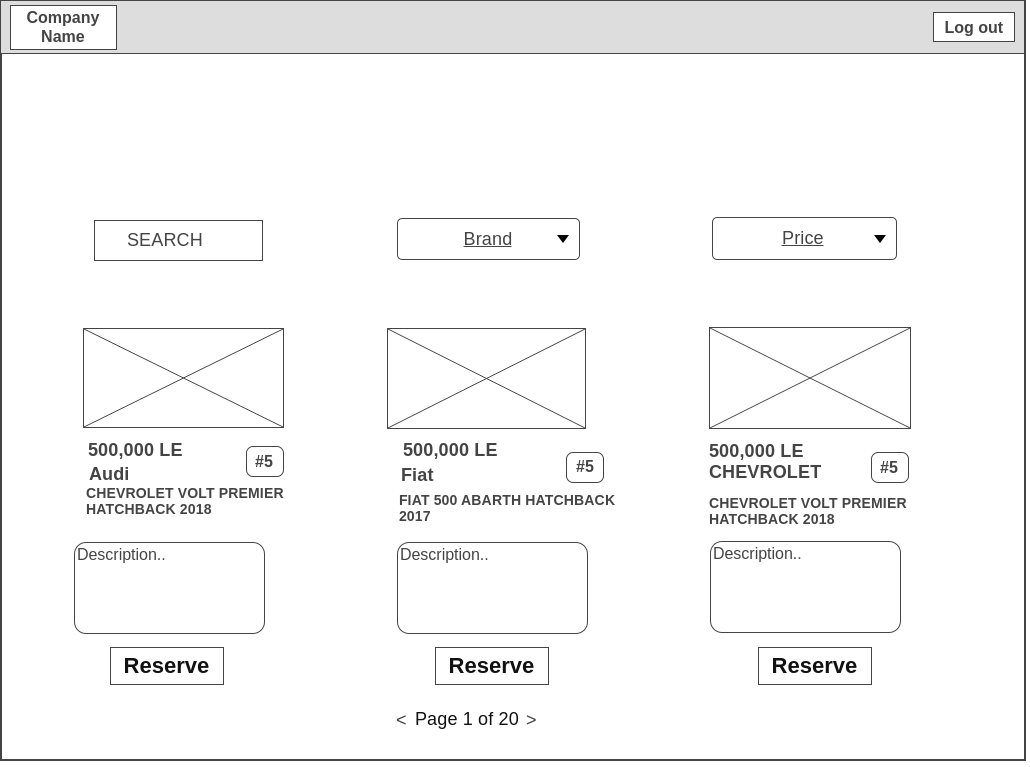 Company
Name
Log out
SEARCH
Brand
Price
500,000 LE
Audi
#5
CHEVROLET VOLT PREMIER
HATCHBACK 2018
Description..
Reserve
500,000 LE
Fiat
#5
FIAT 500 ABARTH HATCHBACK
2017
Description..
Reserve
500,000 LE
CHEVROLET
#5
CHEVROLET VOLT PREMIER
HATCHBACK 2018
Description..
Reserve
< Page 1 of 20 >